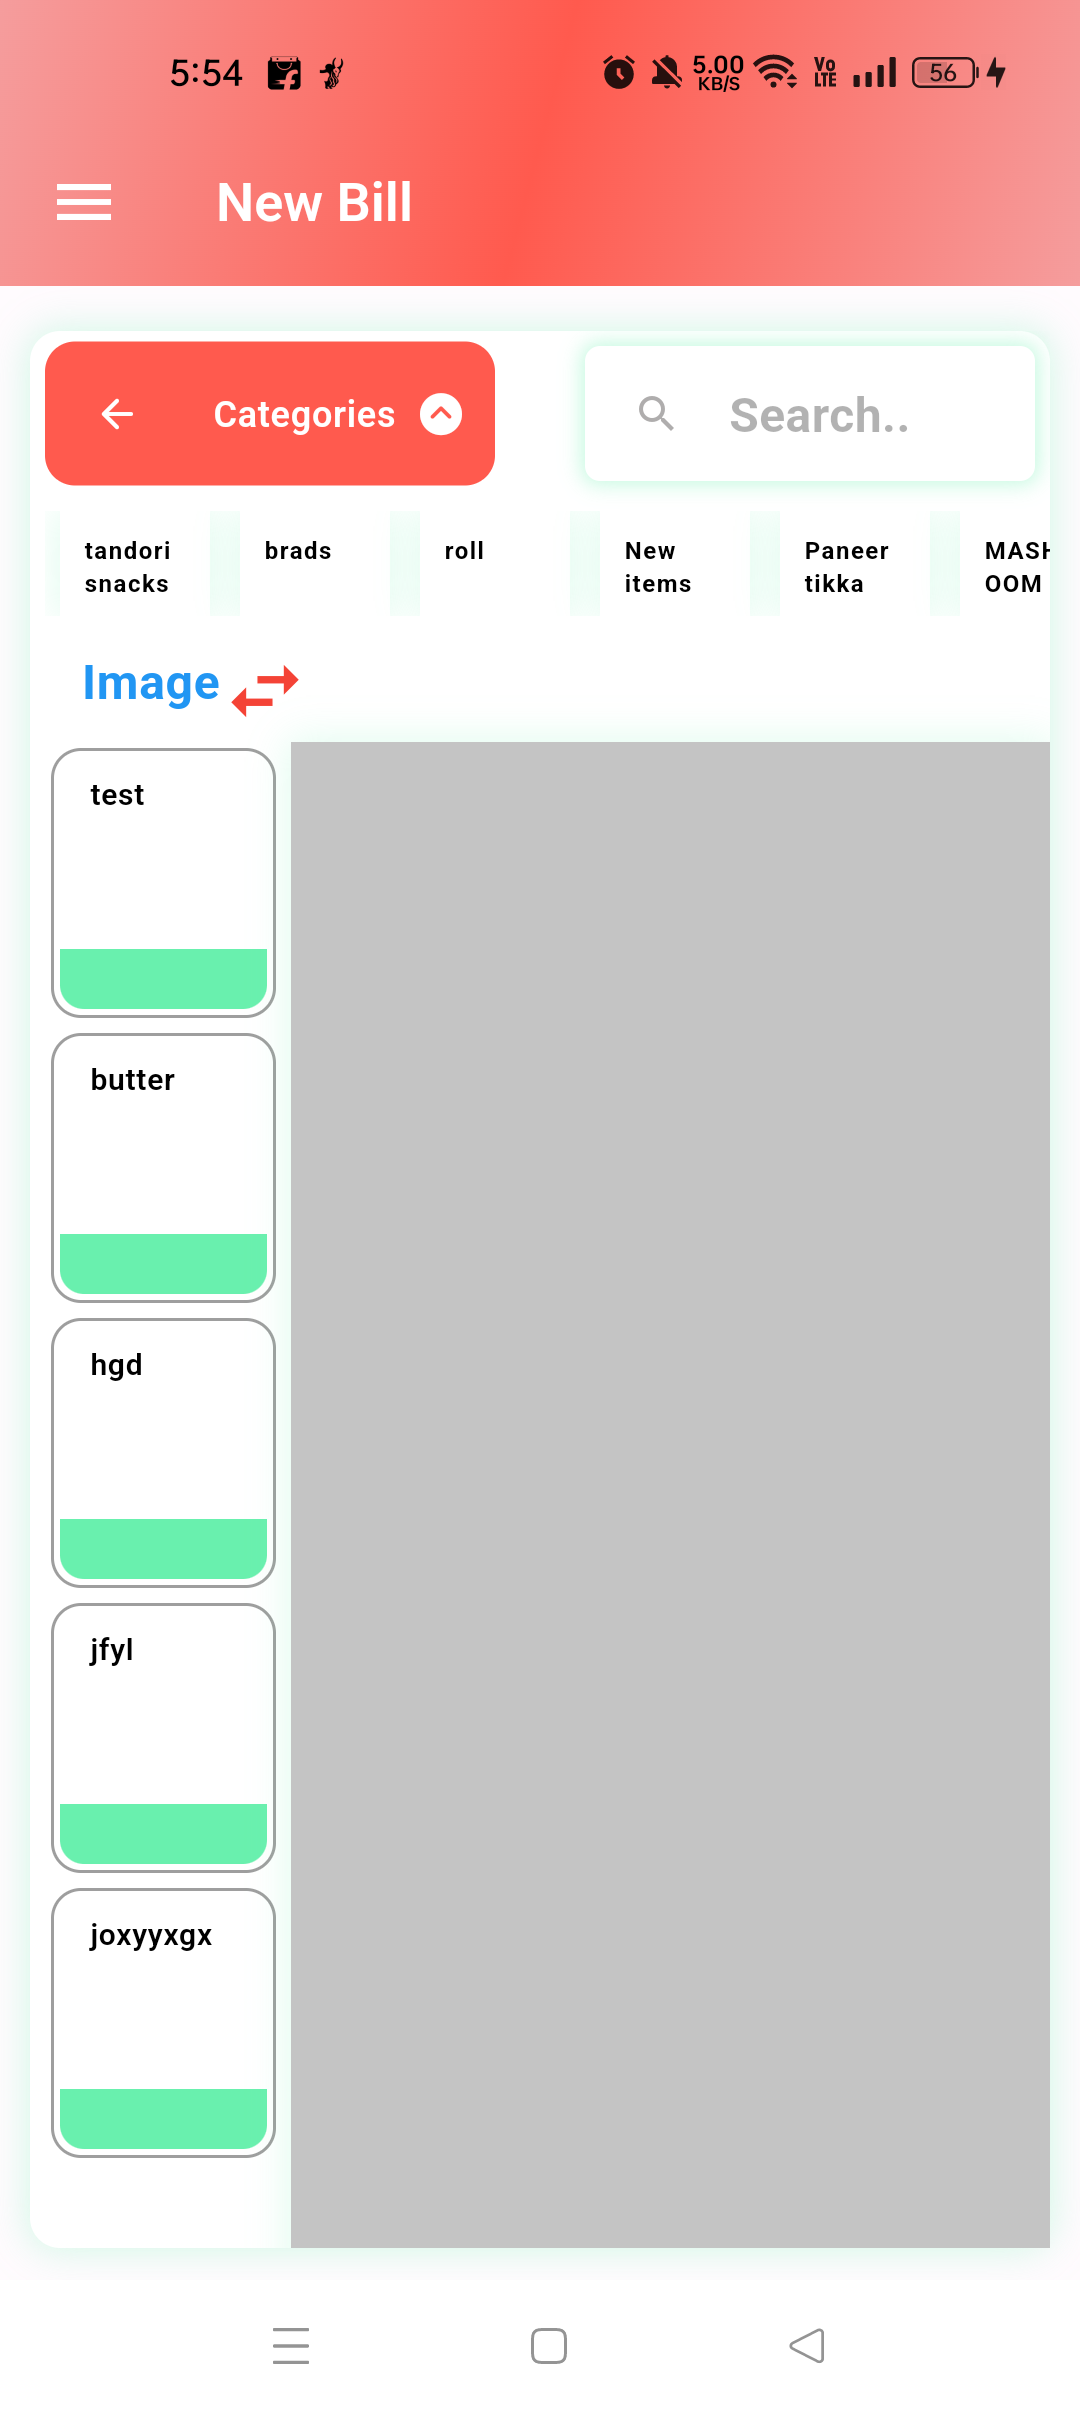 5:54
5.00
KB/S
Vo
LTE
56
New Bill
Categories
Search..
tandori
snacks
brads
roll
New
items
Paneer
tikka
MASH
OOM
Image
test
butter
hgd
jfyl
joxyyxgx